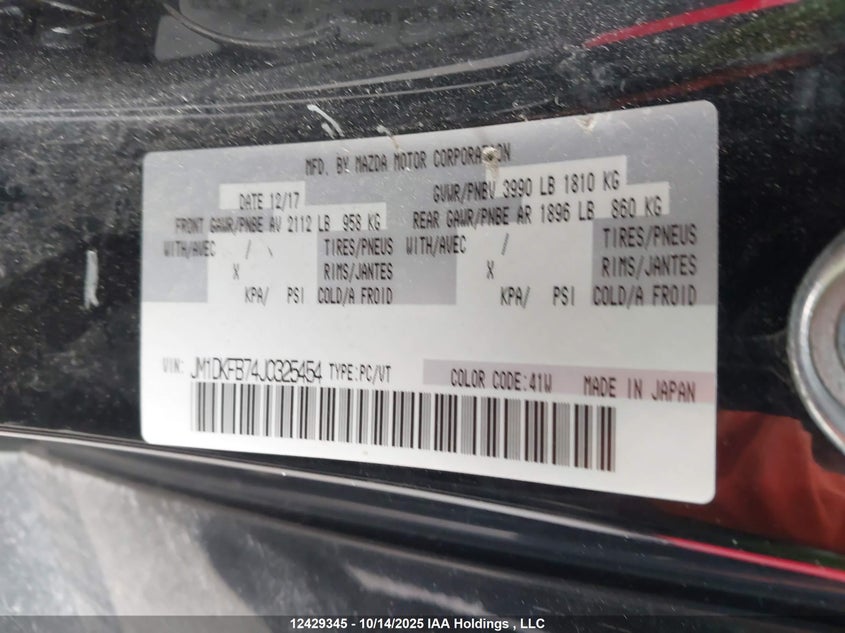 MFD. BY MAZDA MOTOR CORPORATION
DATE 12/17 GVWR/PNBV 3990 LB 1810 KG
FRONT GAWR/PNBE AV 2112 LB 958 KG REAR GAWR/PNBE AR 1896 LB 860 KG
WITH/AVEC / TIRES/PNEUS WITH/AVEC / TIRES/PNEUS
X RIMS/JANTES X RIMS/JANTES
KPA/ PSI COLD/A FROID KPA/ PSI COLD/A FROID
VIN: JM1DKFB74J0325454 TYPE:PC/VT COLOR CODE:41W MADE IN JAPAN
12429345 - 10/14/2025 IAA Holdings , LLC